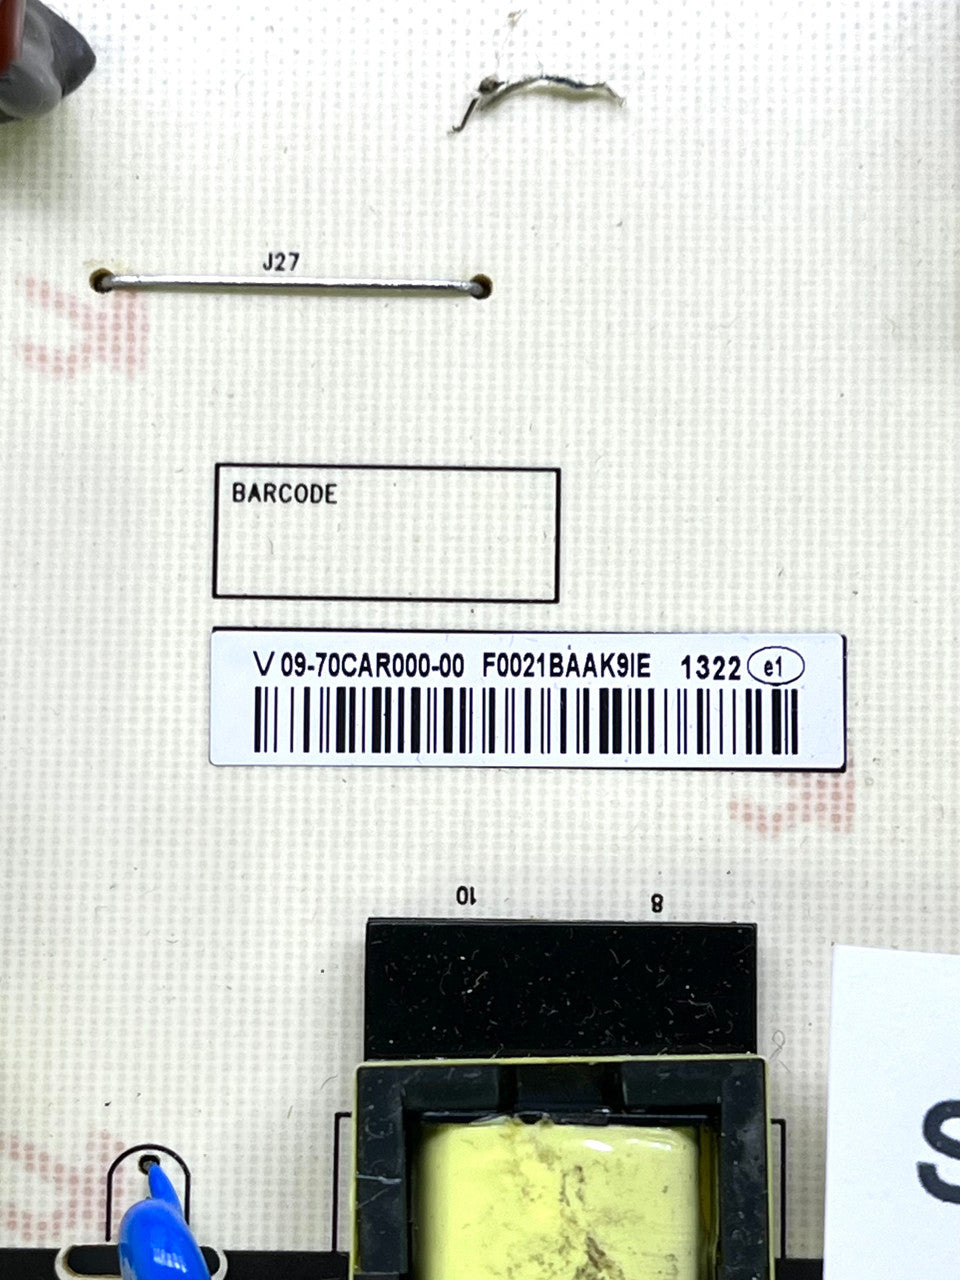 J27
BARCODE
V 09-70CAR000-00 F0021BAAK9IE 1322 e1
10 8
S